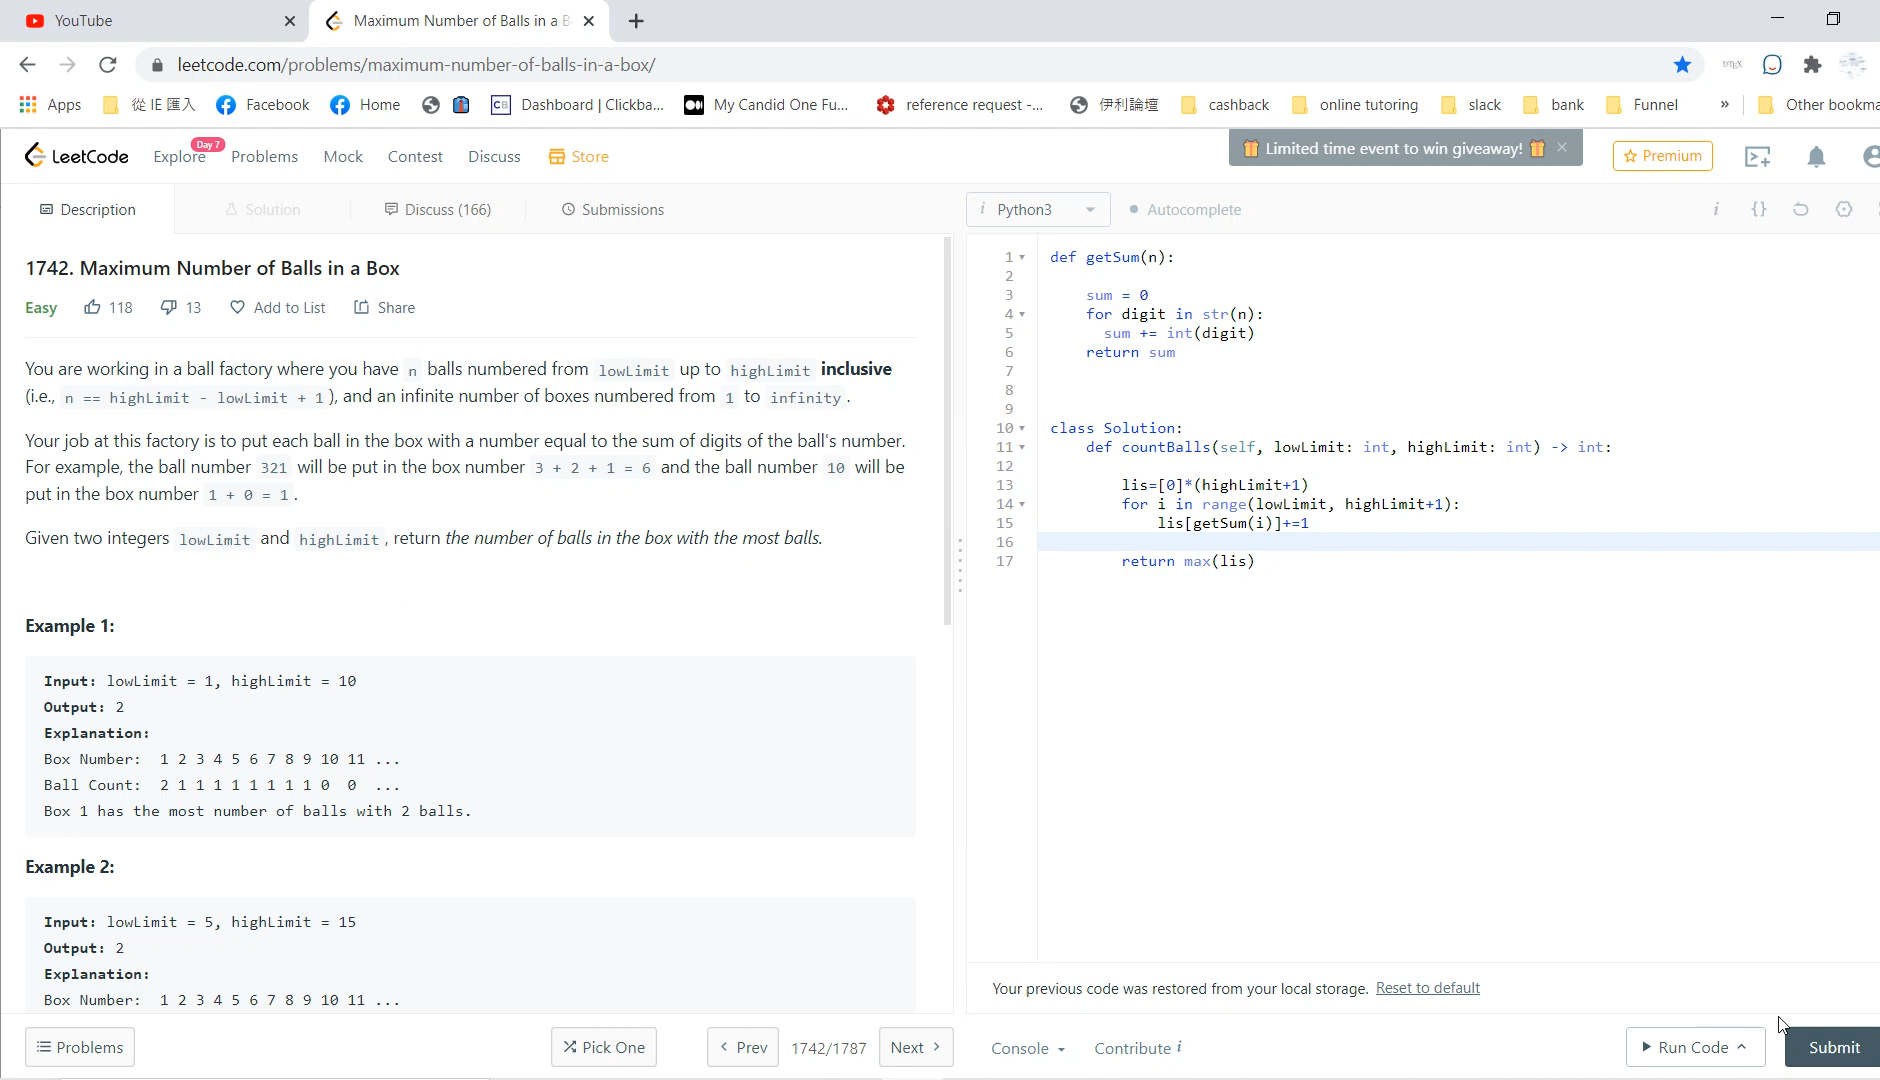 YouTube
Maximum Number of Balls in a B
leetcode.com/problems/maximum-number-of-balls-in-a-box/
Apps 從 IE 匯入 Facebook Home Dashboard | Clickba... My Candid One Fu... reference request -... 伊利論壇 cashback online tutoring slack bank Funnel » Other bookma
LeetCode Explore Day 7 Problems Mock Contest Discuss Store Limited time event to win giveaway! Premium
Description Solution Discuss (166) Submissions
1742. Maximum Number of Balls in a Box
Easy 118 13 Add to List Share
You are working in a ball factory where you have n balls numbered from lowLimit up to highLimit inclusive
(i.e., n == highLimit - lowLimit + 1 ), and an infinite number of boxes numbered from 1 to infinity .
Your job at this factory is to put each ball in the box with a number equal to the sum of digits of the ball's number.
For example, the ball number 321 will be put in the box number 3 + 2 + 1 = 6 and the ball number 10 will be
put in the box number 1 + 0 = 1 .
Given two integers lowLimit and highLimit , return the number of balls in the box with the most balls.
Example 1:
Input: lowLimit = 1, highLimit = 10
Output: 2
Explanation:
Box Number: 1 2 3 4 5 6 7 8 9 10 11 ...
Ball Count: 2 1 1 1 1 1 1 1 1 0 0 ...
Box 1 has the most number of balls with 2 balls.
Example 2:
Input: lowLimit = 5, highLimit = 15
Output: 2
Explanation:
Box Number: 1 2 3 4 5 6 7 8 9 10 11 ...
Problems Pick One < Prev 1742/1787 Next >
i Python3 Autocomplete i {}
1 def getSum(n):
2
3 sum = 0
4 for digit in str(n):
5 sum += int(digit)
6 return sum
7
8
9
10 class Solution:
11 def countBalls(self, lowLimit: int, highLimit: int) -> int:
12
13 lis=[0]*(highLimit+1)
14 for i in range(lowLimit, highLimit+1):
15 lis[getSum(i)]+=1
16
17 return max(lis)
Your previous code was restored from your local storage. Reset to default
Console Contribute i Run Code Submit